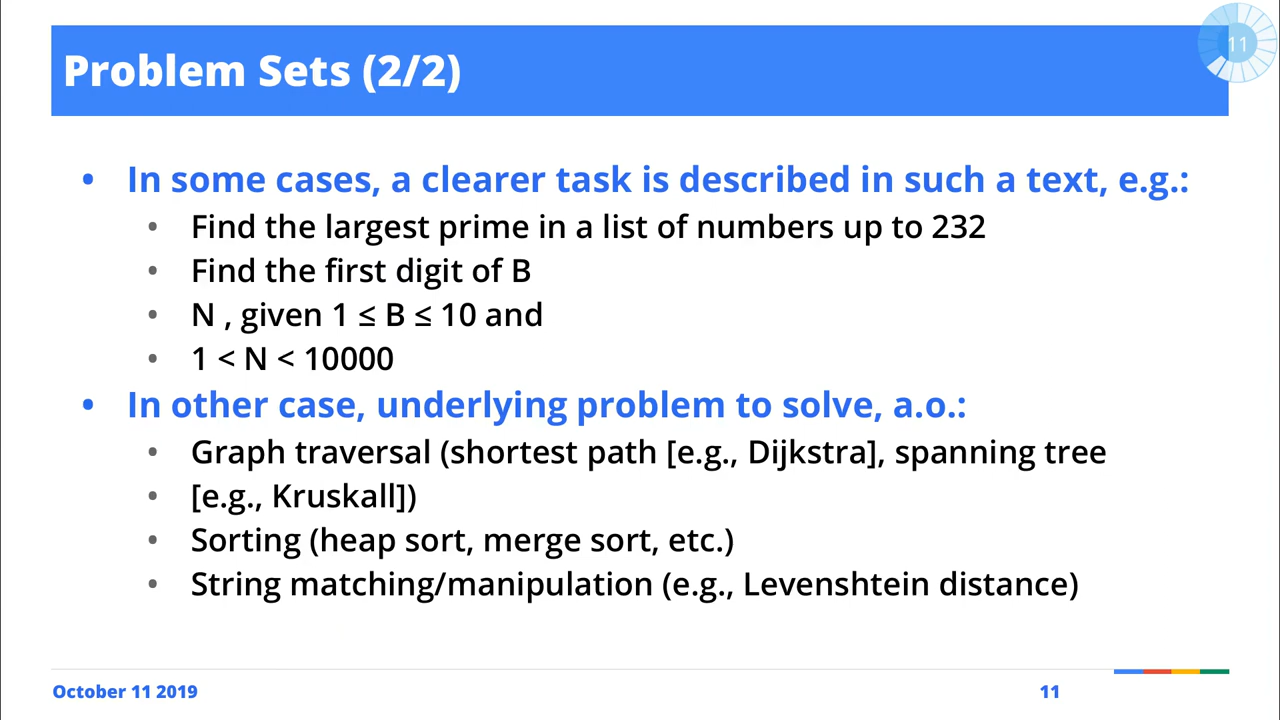 11
Problem Sets (2/2)
• In some cases, a clearer task is described in such a text, e.g.:
• Find the largest prime in a list of numbers up to 232
• Find the first digit of B
• N , given 1 ≤ B ≤ 10 and
• 1 < N < 10000
• In other case, underlying problem to solve, a.o.:
• Graph traversal (shortest path [e.g., Dijkstra], spanning tree
• [e.g., Kruskall])
• Sorting (heap sort, merge sort, etc.)
• String matching/manipulation (e.g., Levenshtein distance)
October 11 2019
11